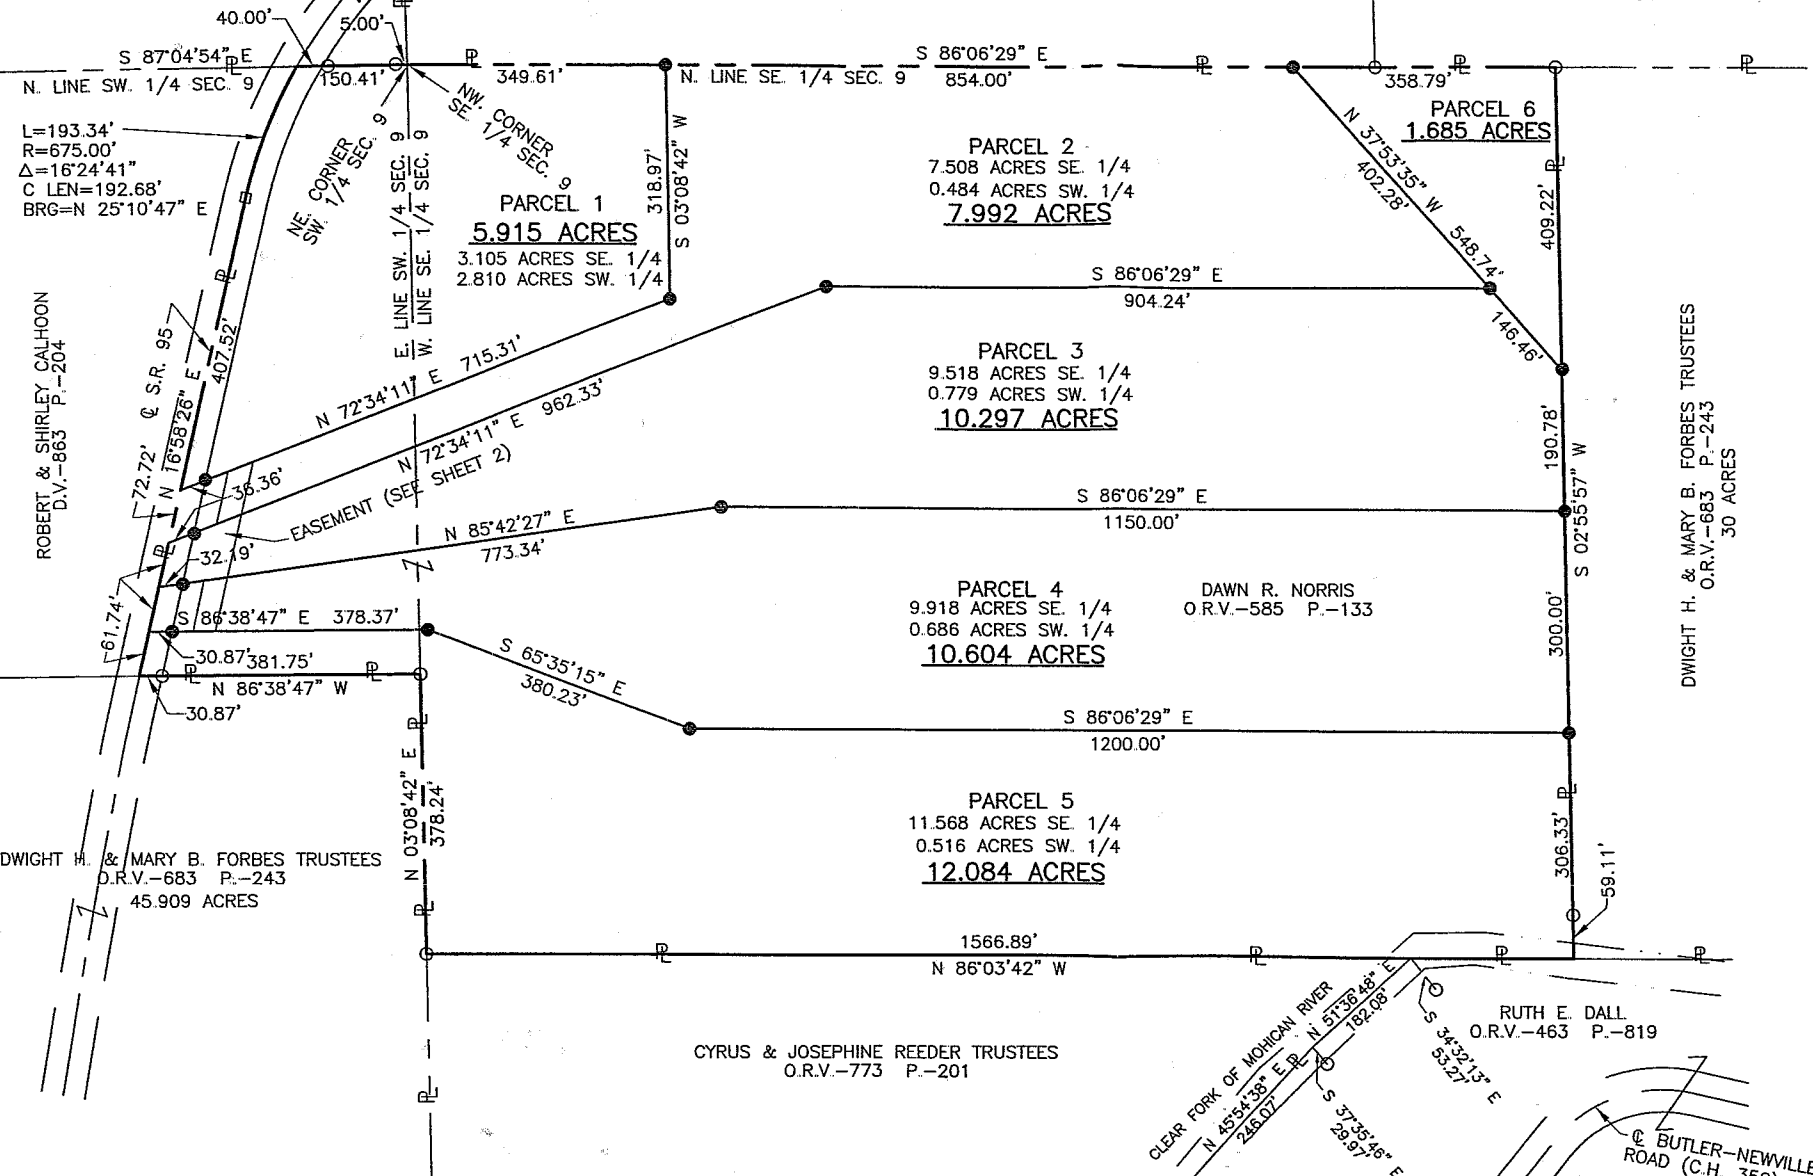 40.00'
5.00'
S 87°04'54" E
N. LINE SW. 1/4 SEC. 9
150.41'
349.61'
N. LINE SE. 1/4 SEC. 9
S 86°06'29" E
854.00'
358.79'
L=193.34'
R=675.00'
Δ=16°24'41"
C LEN=192.68'
BRG=N 25°10'47" E
NE. CORNER
SW. 1/4 SEC. 9
NW. CORNER
SE. 1/4 SEC. 9
E. LINE SW. 1/4 SEC. 9
W. LINE SE. 1/4 SEC. 9
PARCEL 1
5.915 ACRES
3.105 ACRES SE. 1/4
2.810 ACRES SW. 1/4
318.97'
S 03°08'42" W
PARCEL 2
7.508 ACRES SE. 1/4
0.484 ACRES SW. 1/4
7.992 ACRES
N 37°53'35" W
402.28'
548.74'
146.46'
PARCEL 6
1.685 ACRES
409.22'
S 86°06'29" E
904.24'
ROBERT & SHIRLEY CALHOON
D.V.-863 P.-204
72.72'
℄ S.R. 95
N 16°58'26" E
407.52'
N 72°34'11" E 715.31'
N 72°34'11" E 962.33'
36.36'
EASEMENT (SEE SHEET 2)
PARCEL 3
9.518 ACRES SE. 1/4
0.779 ACRES SW. 1/4
10.297 ACRES
190.78'
S 02°55'57" W
DWIGHT H. & MARY B. FORBES TRUSTEES
O.R.V.-683 P.-243
30 ACRES
32.19'
N 85°42'27" E
773.34'
S 86°06'29" E
1150.00'
61.74'
S 86°38'47" E 378.37'
30.87'
381.75'
N 86°38'47" W
30.87'
S 65°35'15" E
380.23'
PARCEL 4
9.918 ACRES SE. 1/4
0.686 ACRES SW. 1/4
10.604 ACRES
DAWN R. NORRIS
O.R.V.-585 P.-133
300.00'
S 86°06'29" E
1200.00'
N 03°08'42" E
378.24'
PARCEL 5
11.568 ACRES SE. 1/4
0.516 ACRES SW. 1/4
12.084 ACRES
306.33'
59.11'
DWIGHT H. & MARY B. FORBES TRUSTEES
O.R.V.-683 P.-243
45.909 ACRES
1566.89'
N 86°03'42" W
CYRUS & JOSEPHINE REEDER TRUSTEES
O.R.V.-773 P.-201
CLEAR FORK OF MOHICAN RIVER
N 51°36'48" E
182.08'
N 45°54'38" E
246.07'
S 34°32'13" E
53.27'
S 37°35'46" E
29.97'
RUTH E. DALL
O.R.V.-463 P.-819
℄ BUTLER-NEWVILLE
ROAD (C.H.